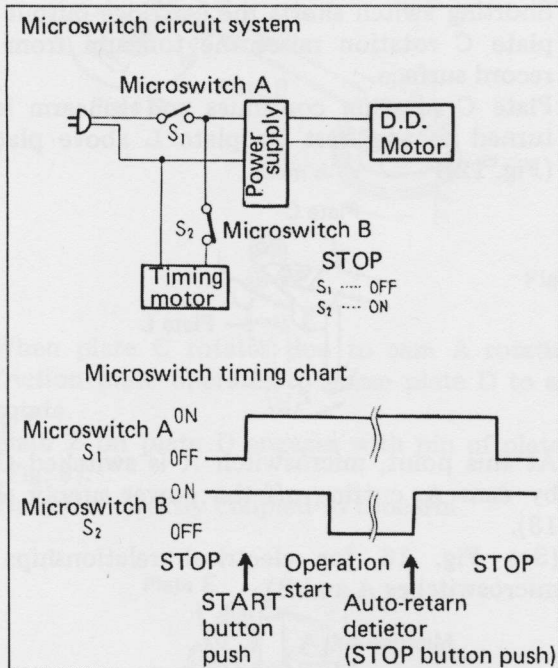 Microswitch circuit system
Microswitch A
S1
Power supply
D.D.
Motor
S2
Microswitch B
Timing
motor
STOP
S1 ····· OFF
S2 ····· ON
Microswitch timing chart
Microswitch A
S1
ON
OFF
Microswitch B
S2
ON
OFF
STOP
Operation
start
STOP
START
button
push
Auto-retarn
detietor
(STOP button push)